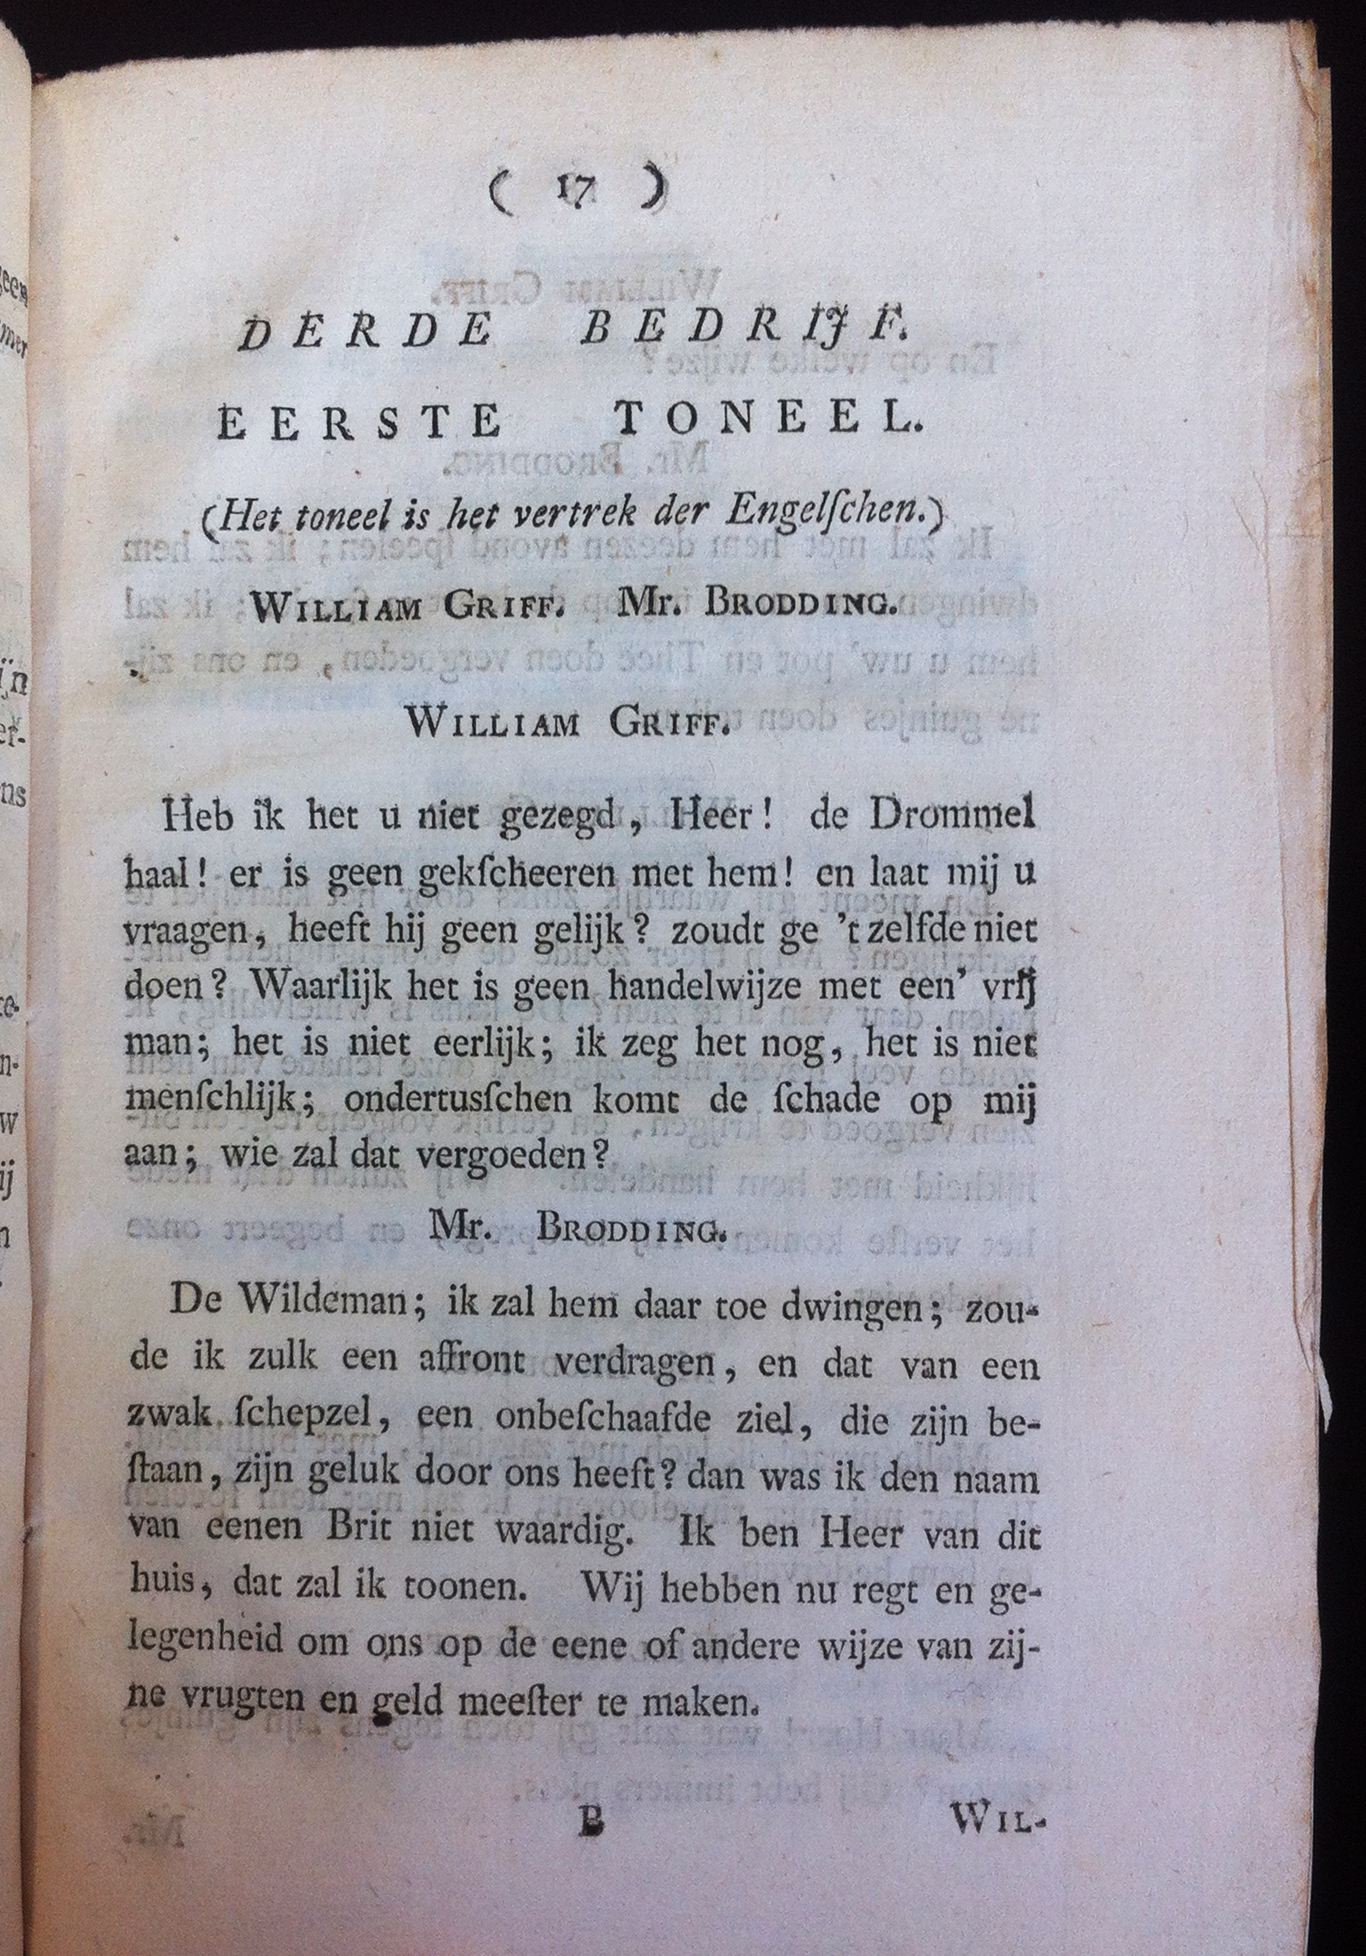 ( 17 )
DERDE BEDRIJF.
EERSTE TONEEL.
(Het toneel is het vertrek der Engelſchen.)
WILLIAM GRIFF. Mr. BRODDING.
WILLIAM GRIFF.
Heb ik het u niet gezegd, Heer! de Drommel
haal! er is geen gekſcheeren met hem! en laat mij u
vraagen, heeft hij geen gelijk? zoudt ge 't zelfde niet
doen? Waarlijk het is geen handelwijze met een' vrij
man; het is niet eerlijk; ik zeg het nog, het is niet
menſchlijk; ondertusſchen komt de ſchade op mij
aan; wie zal dat vergoeden?
Mr. BRODDING.
De Wildeman; ik zal hem daar toe dwingen; zou-
de ik zulk een affront verdragen, en dat van een
zwak ſchepzel, een onbeſchaafde ziel, die zijn be-
ſtaan, zijn geluk door ons heeft? dan was ik den naam
van eenen Brit niet waardig. Ik ben Heer van dit
huis, dat zal ik toonen. Wij hebben nu regt en ge-
legenheid om ons op de eene of andere wijze van zij-
ne vrugten en geld meeſter te maken.
B WIL-